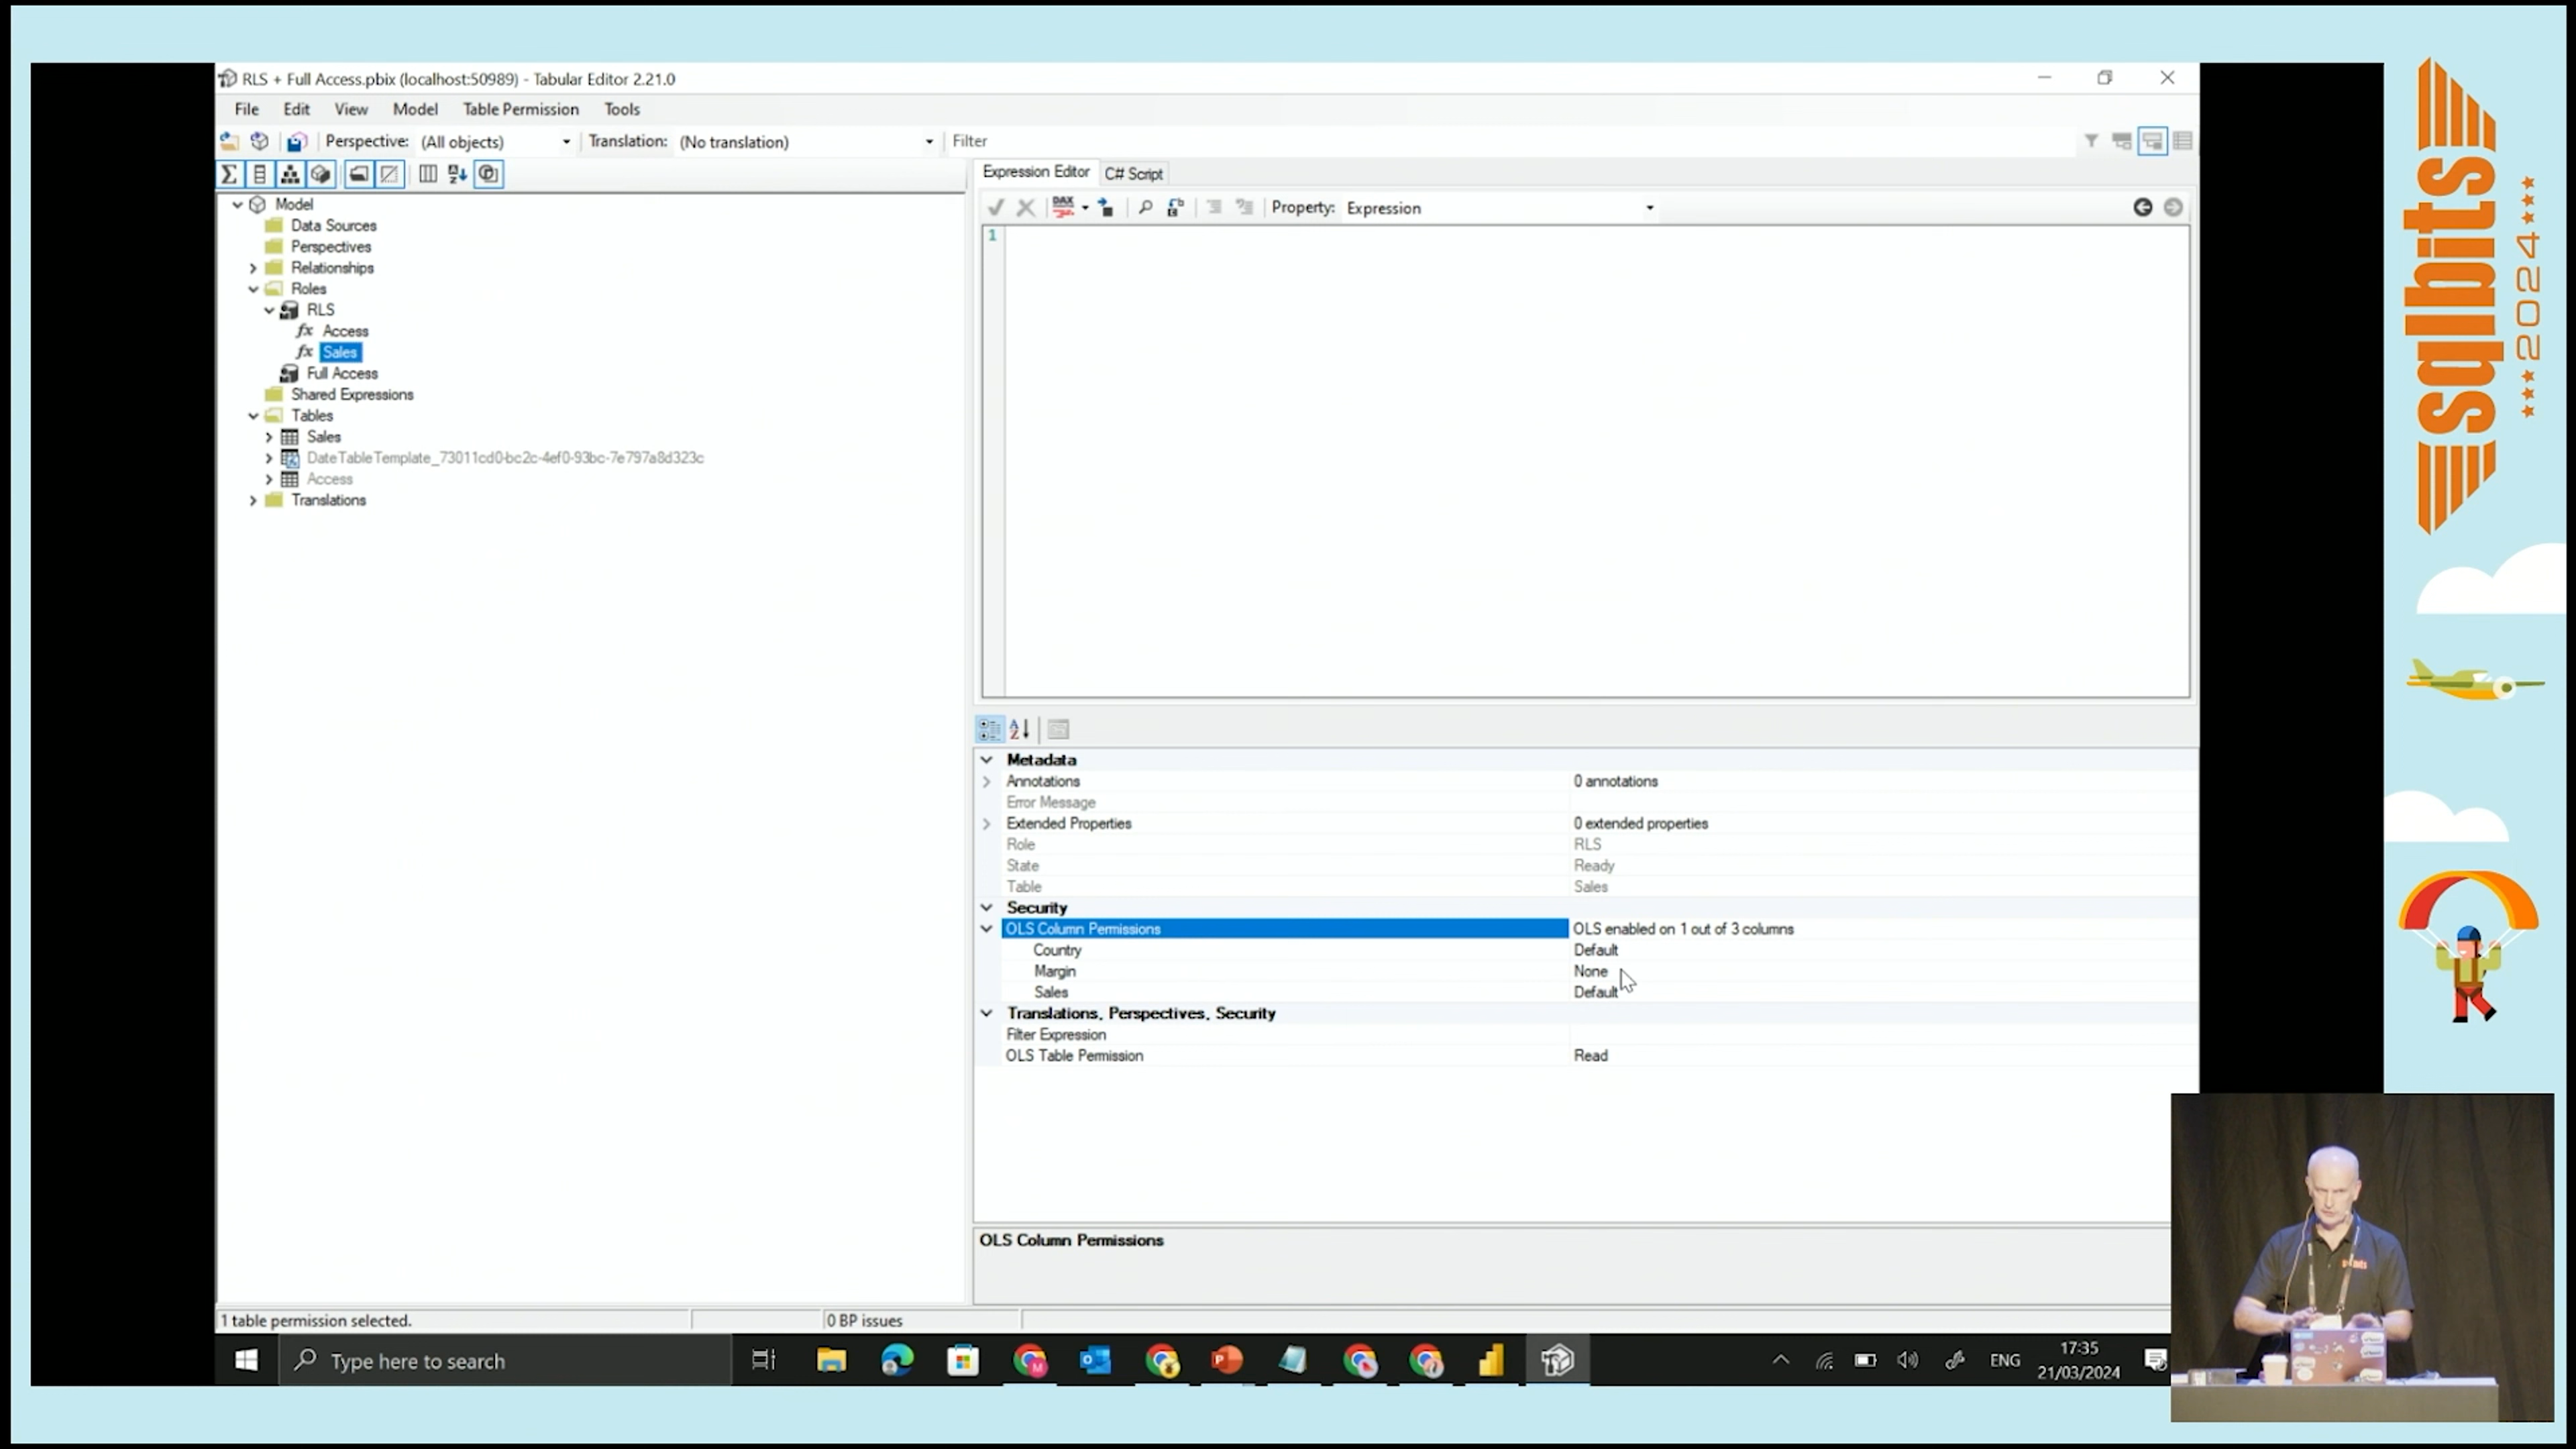 RLS + Full Access.pbix (localhost:50989) - Tabular Editor 2.21.0
File Edit View Model Table Permission Tools
Perspective: (All objects) Translation: (No translation) Filter
Expression Editor C# Script
DAX Property: Expression
1
Model
Data Sources
Perspectives
Relationships
Roles
RLS
fx Access
fx Sales
Full Access
Shared Expressions
Tables
Sales
DateTableTemplate_73011cd0-bc2c-4ef0-93bc-7e797a8d323c
Access
Translations
Metadata
Annotations 0 annotations
Error Message
Extended Properties 0 extended properties
Role RLS
State Ready
Table Sales
Security
OLS Column Permissions OLS enabled on 1 out of 3 columns
Country Default
Margin None
Sales Default
Translations, Perspectives, Security
Filter Expression
OLS Table Permission Read
OLS Column Permissions
1 table permission selected. 0 BP issues
Type here to search
ENG
17:35
21/03/2024
sqlbits
2024